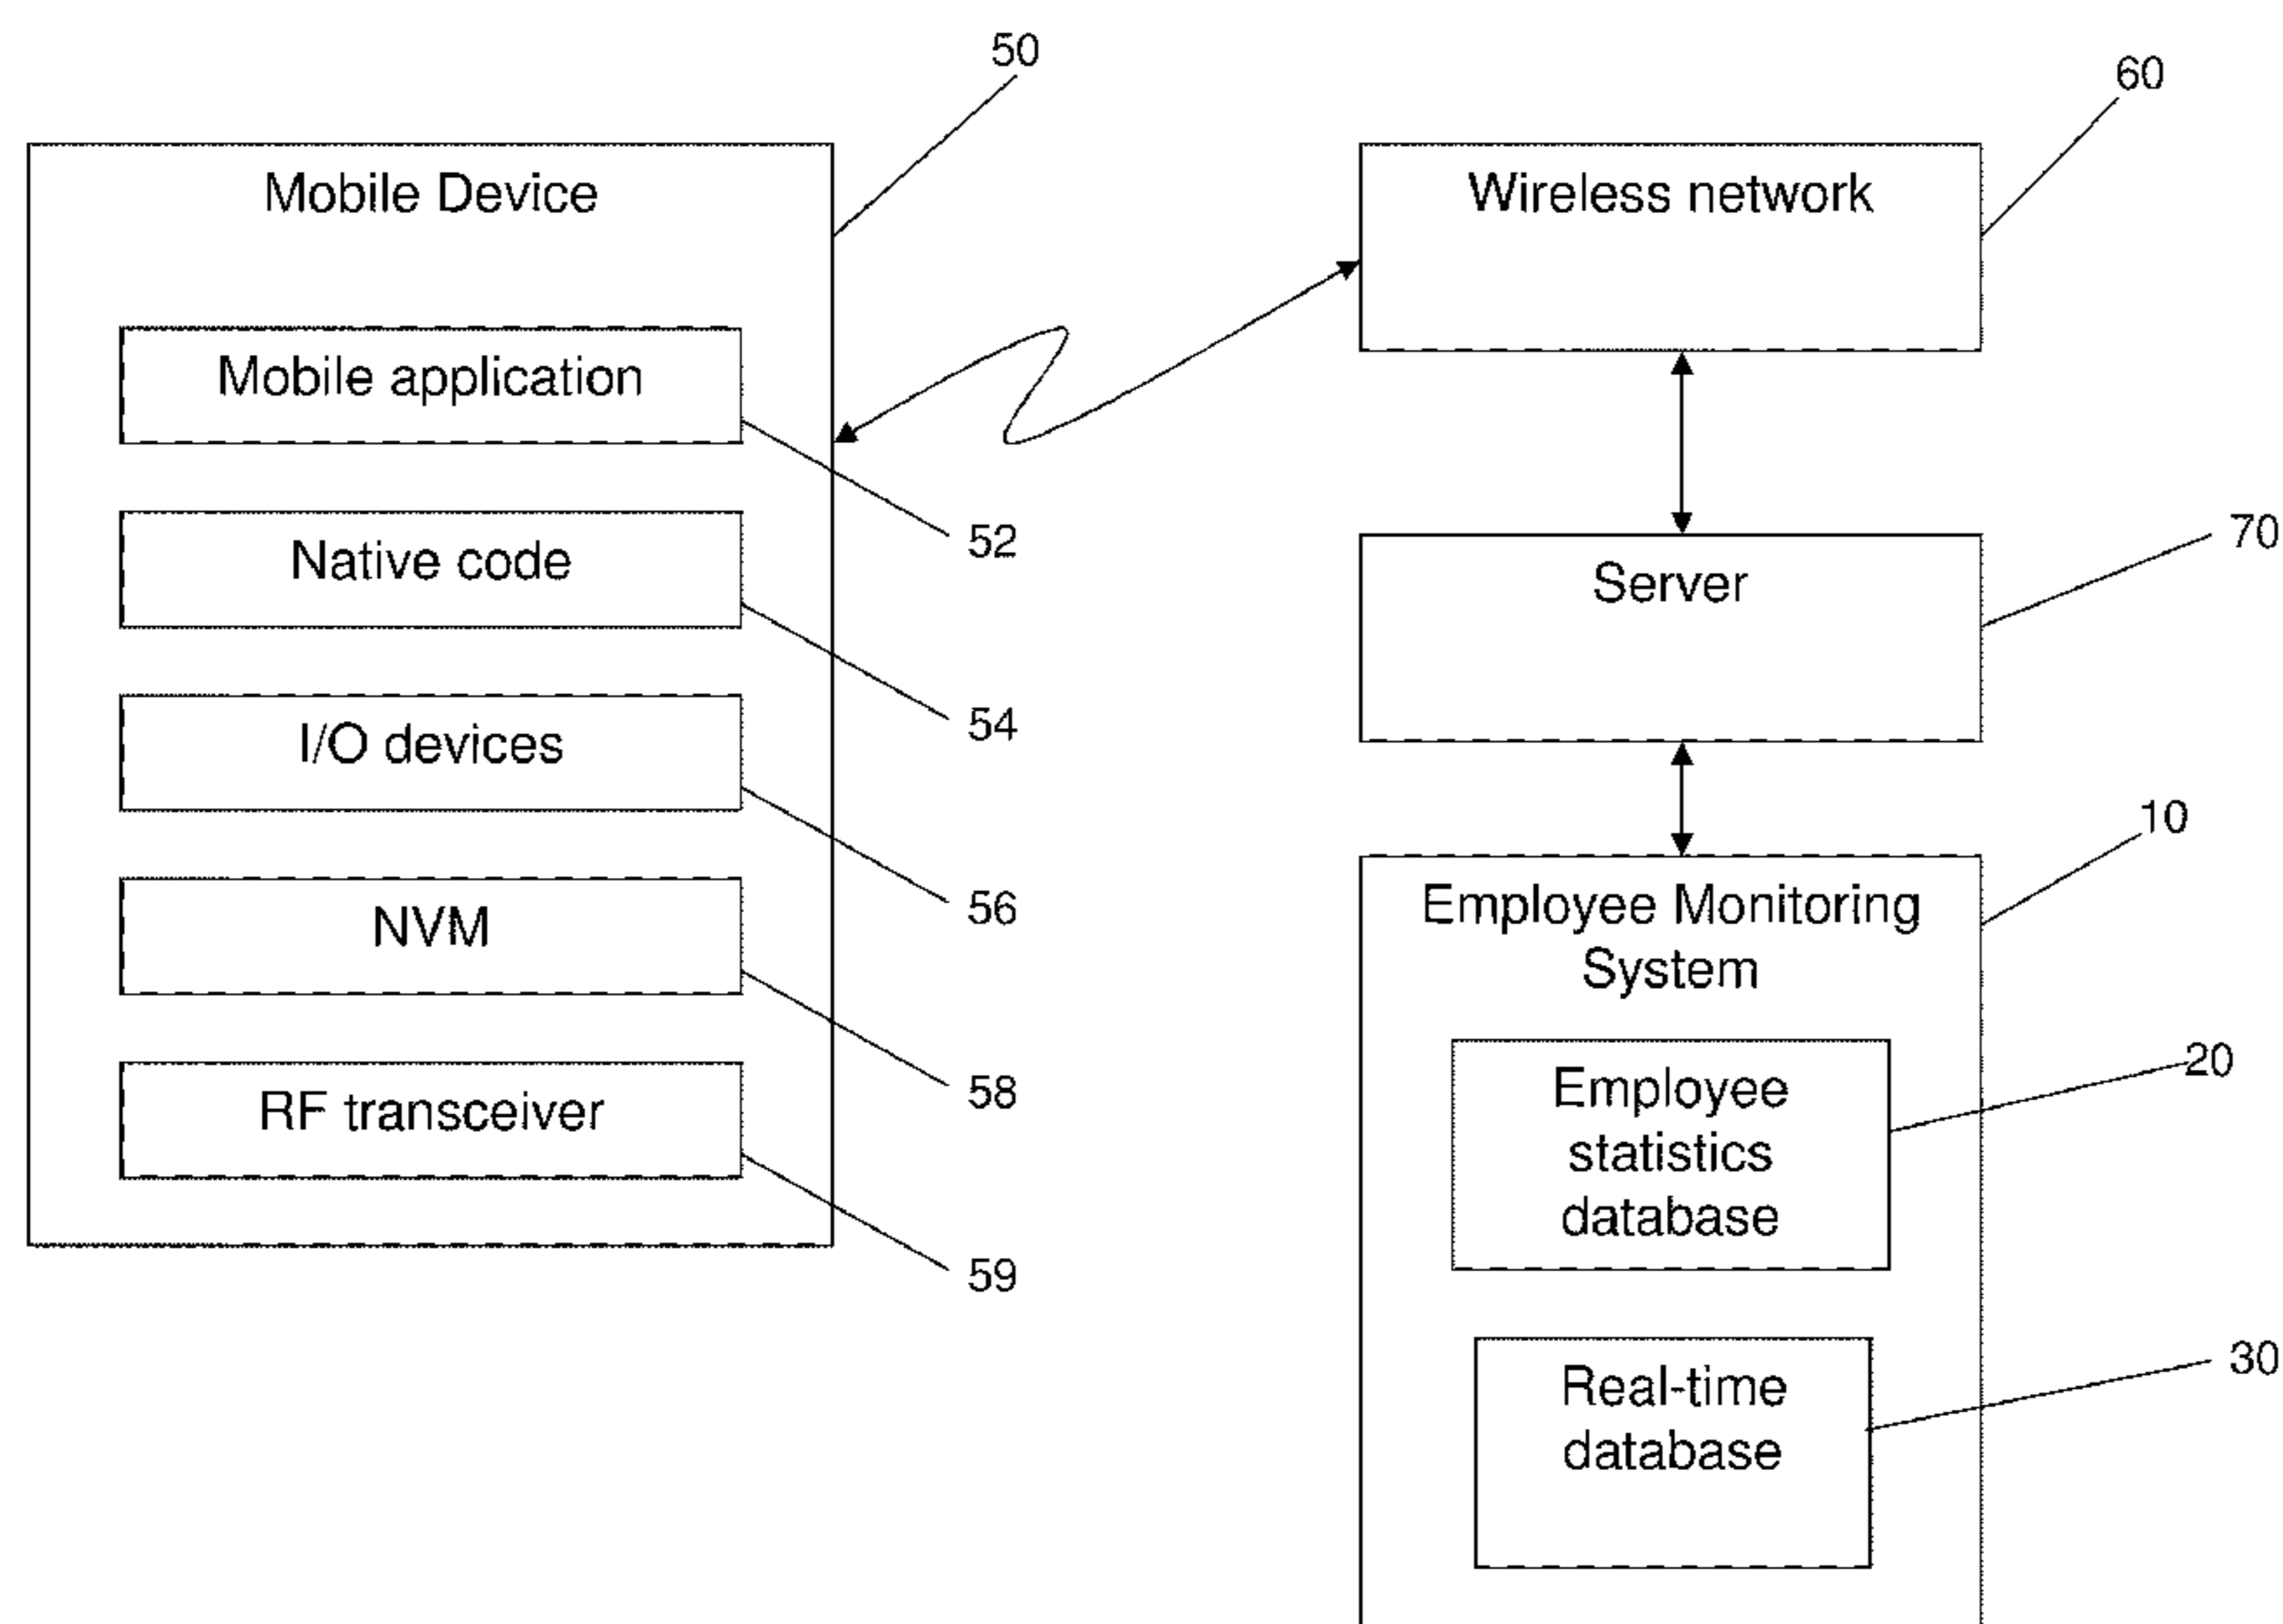 50
60
Mobile Device
Wireless network
Mobile application
52
Native code
70
Server
54
I/O devices
10
56
Employee Monitoring
System
NVM
20
58
Employee
statistics
database
RF transceiver
59
30
Real-time
database